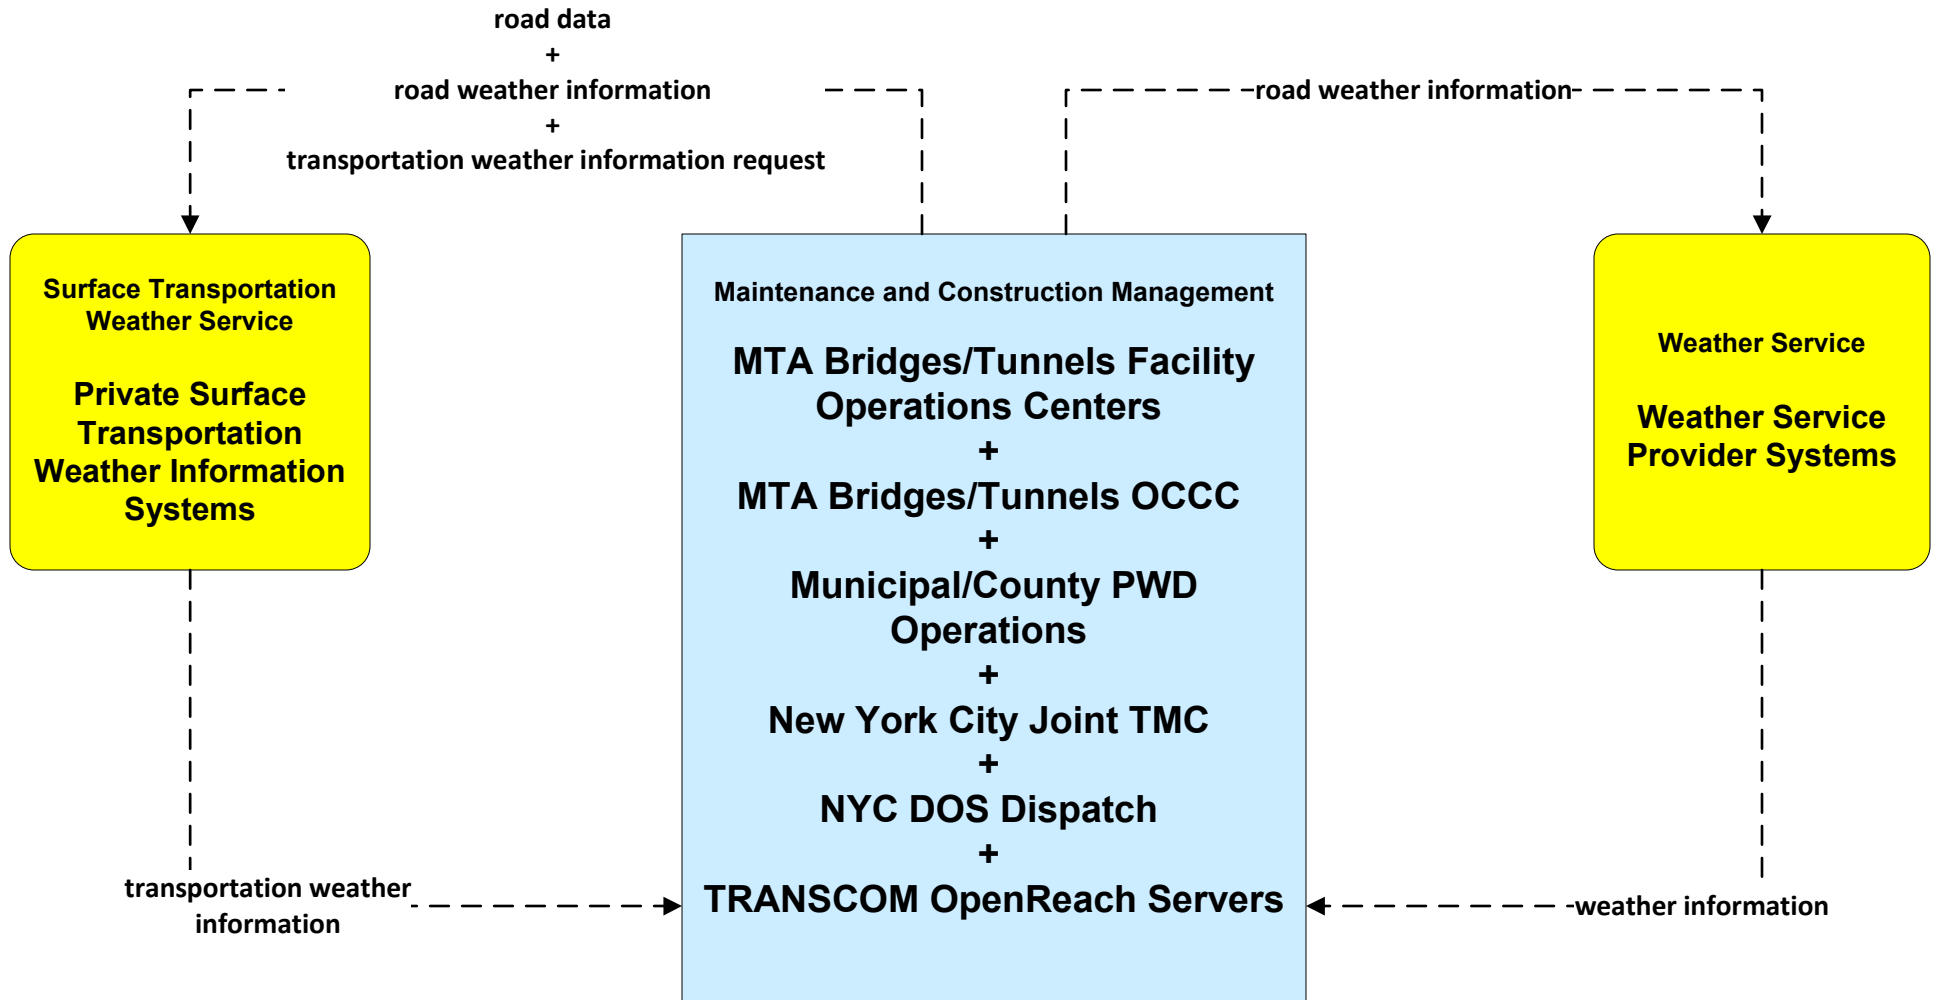 road data
+
road weather information
+
transportation weather information request
road weather information
Surface Transportation
Weather Service
Private Surface
Transportation
Weather Information
Systems
Maintenance and Construction Management
MTA Bridges/Tunnels Facility
Operations Centers
+
MTA Bridges/Tunnels OCCC
+
Municipal/County PWD
Operations
+
New York City Joint TMC
+
NYC DOS Dispatch
+
TRANSCOM OpenReach Servers
Weather Service
Weather Service
Provider Systems
transportation weather
information
weather information